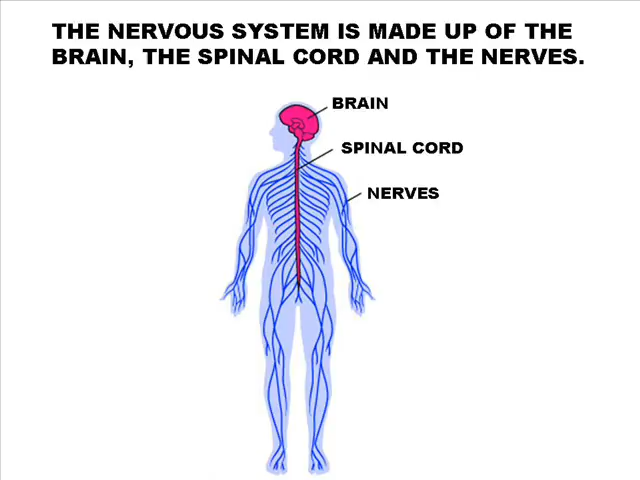 THE NERVOUS SYSTEM IS MADE UP OF THE
BRAIN, THE SPINAL CORD AND THE NERVES.
BRAIN
SPINAL CORD
NERVES